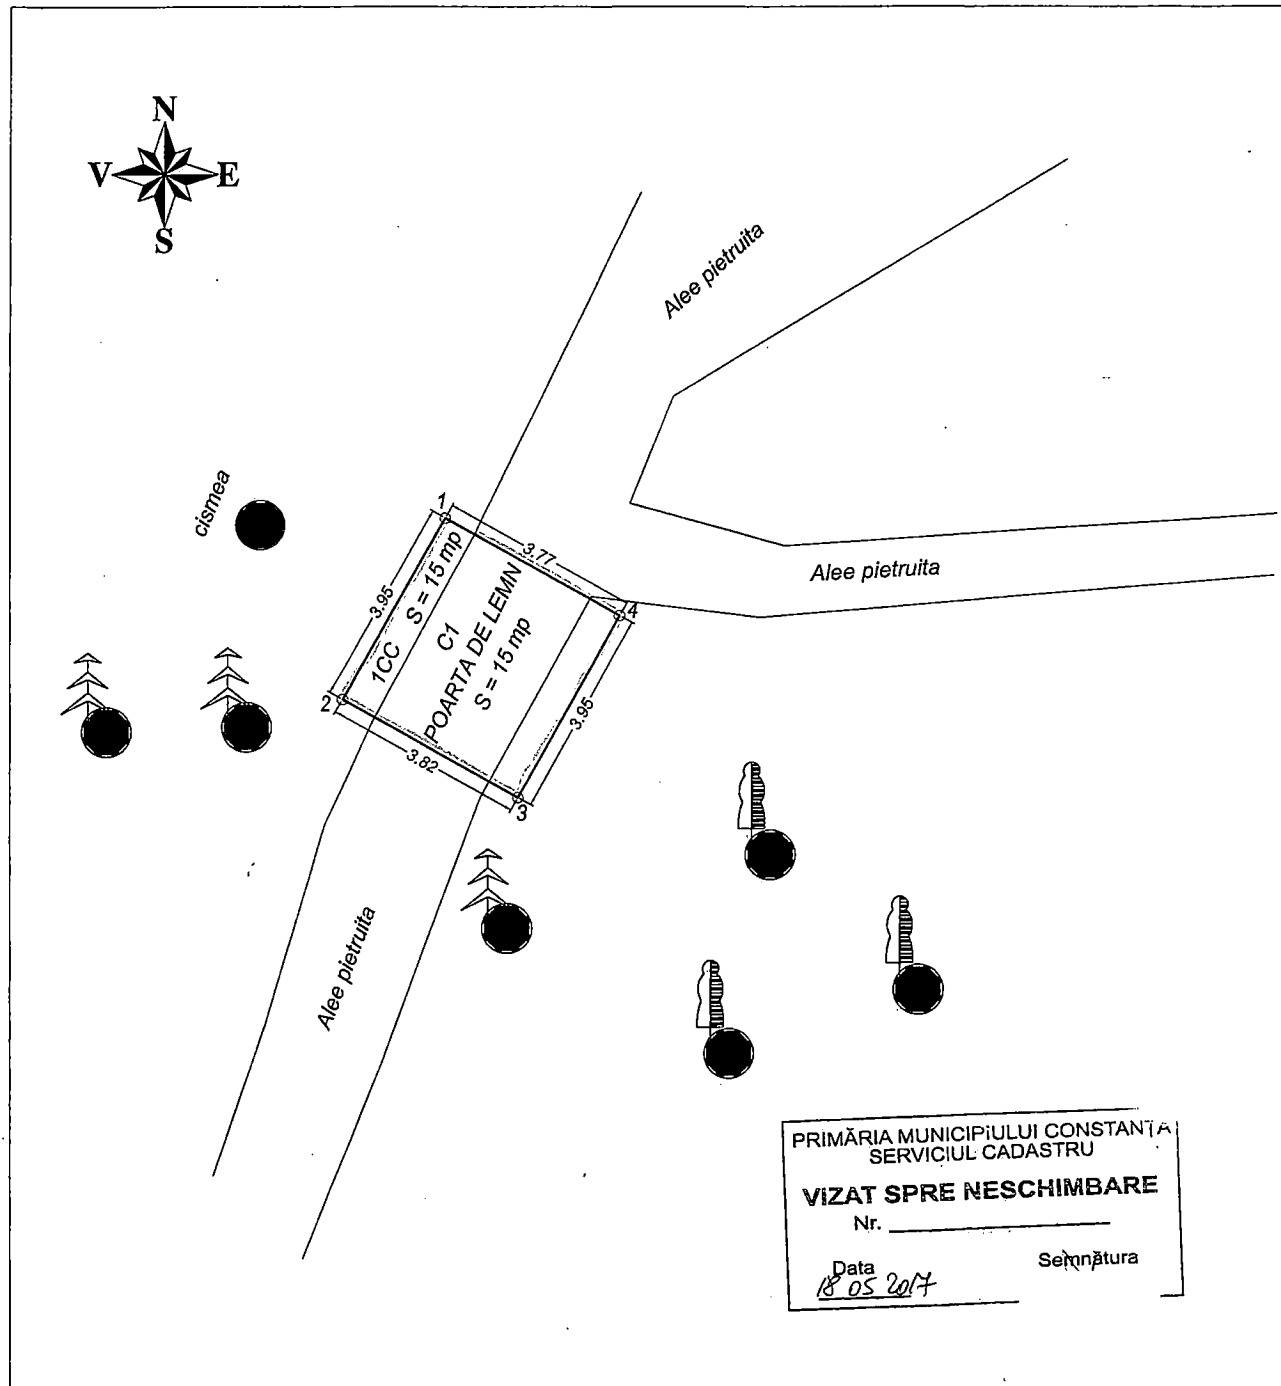 N
V E
S
Alee pietruita
cismea
1
3.77
Alee pietruita
4
3.95
1CC S = 15 mp
C1
POARTA DE LEMN
S = 15 mp
2
3.95
3.82
3
Alee pietruita
PRIMĂRIA MUNICIPIULUI CONSTANȚA
SERVICIUL CADASTRU
VIZAT SPRE NESCHIMBARE
Nr.
Data Semnătura
18 05 2017